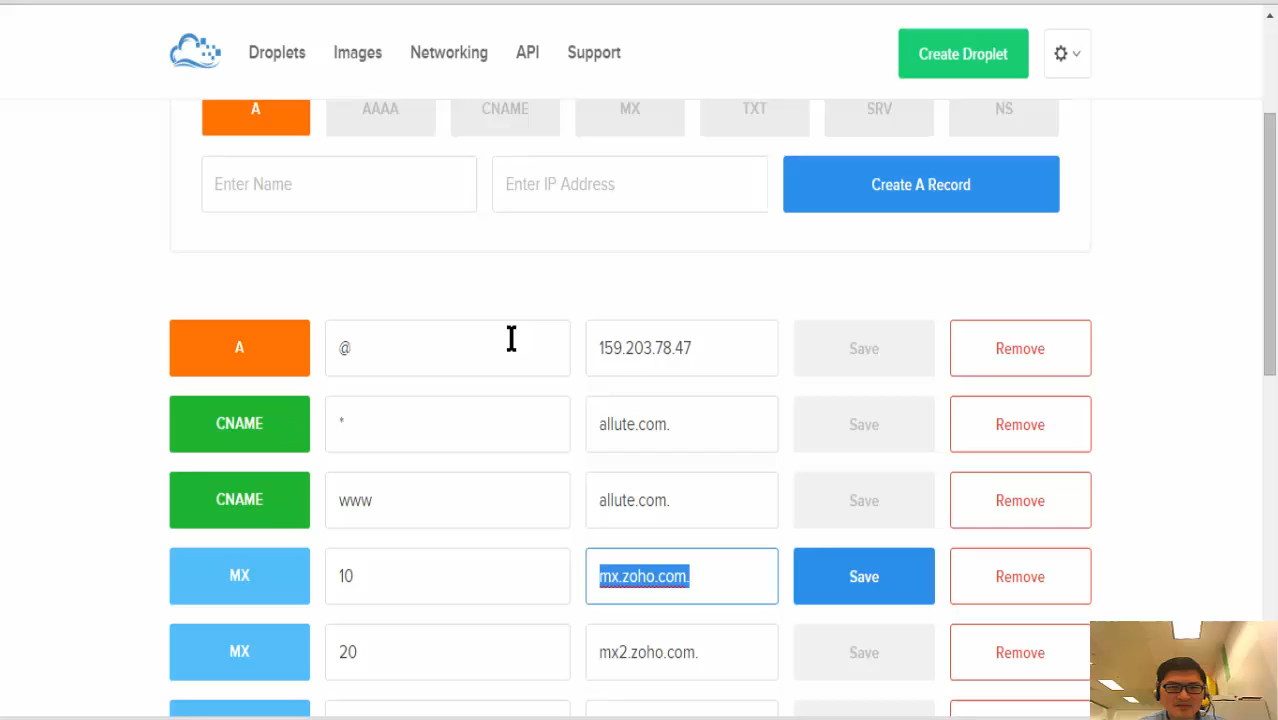 Droplets Images Networking API Support Create Droplet
A AAAA CNAME MX TXT SRV NS
Enter Name Enter IP Address Create A Record
A @ 159.203.78.47 Save Remove
CNAME * allute.com. Save Remove
CNAME www allute.com. Save Remove
MX 10 mx.zoho.com. Save Remove
MX 20 mx2.zoho.com. Save Remove